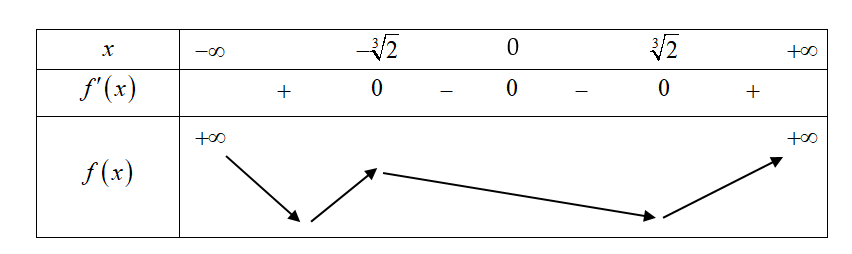 x −∞ −∛2 0 ∛2 +∞
f′(x) + 0 − 0 − 0 +
+∞ +∞
f(x)